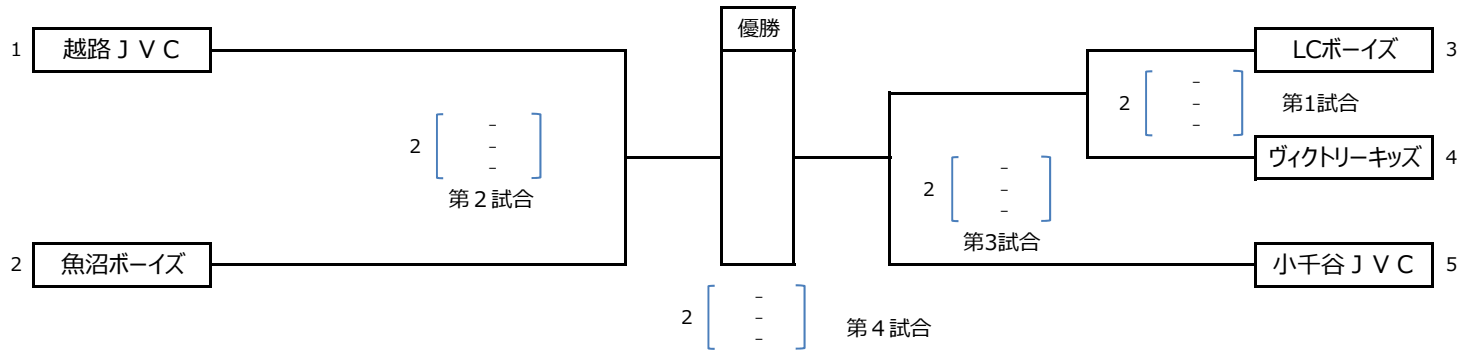 優勝
1 越路ＪＶＣ
LCボーイズ 3
2 - - -
第1試合
2 - - -
第２試合
ヴィクトリーキッズ 4
2 - - -
第3試合
2 魚沼ボーイズ
小千谷ＪＶＣ 5
2 - - -
第４試合